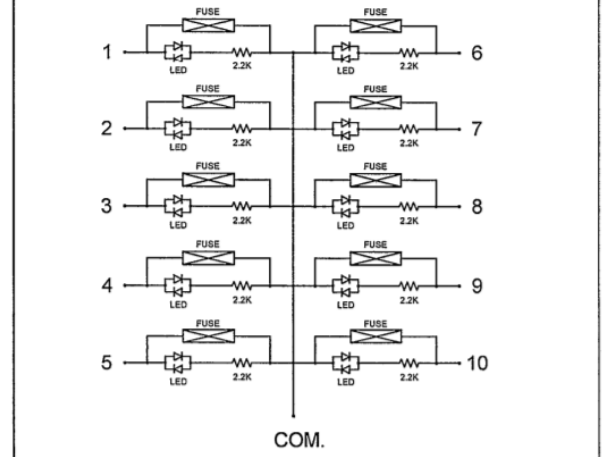 FUSE FUSE
1 LED 2.2K LED 2.2K 6
FUSE FUSE
2 LED 2.2K LED 2.2K 7
FUSE FUSE
3 LED 2.2K LED 2.2K 8
FUSE FUSE
4 LED 2.2K LED 2.2K 9
FUSE FUSE
5 LED 2.2K LED 2.2K 10
COM.